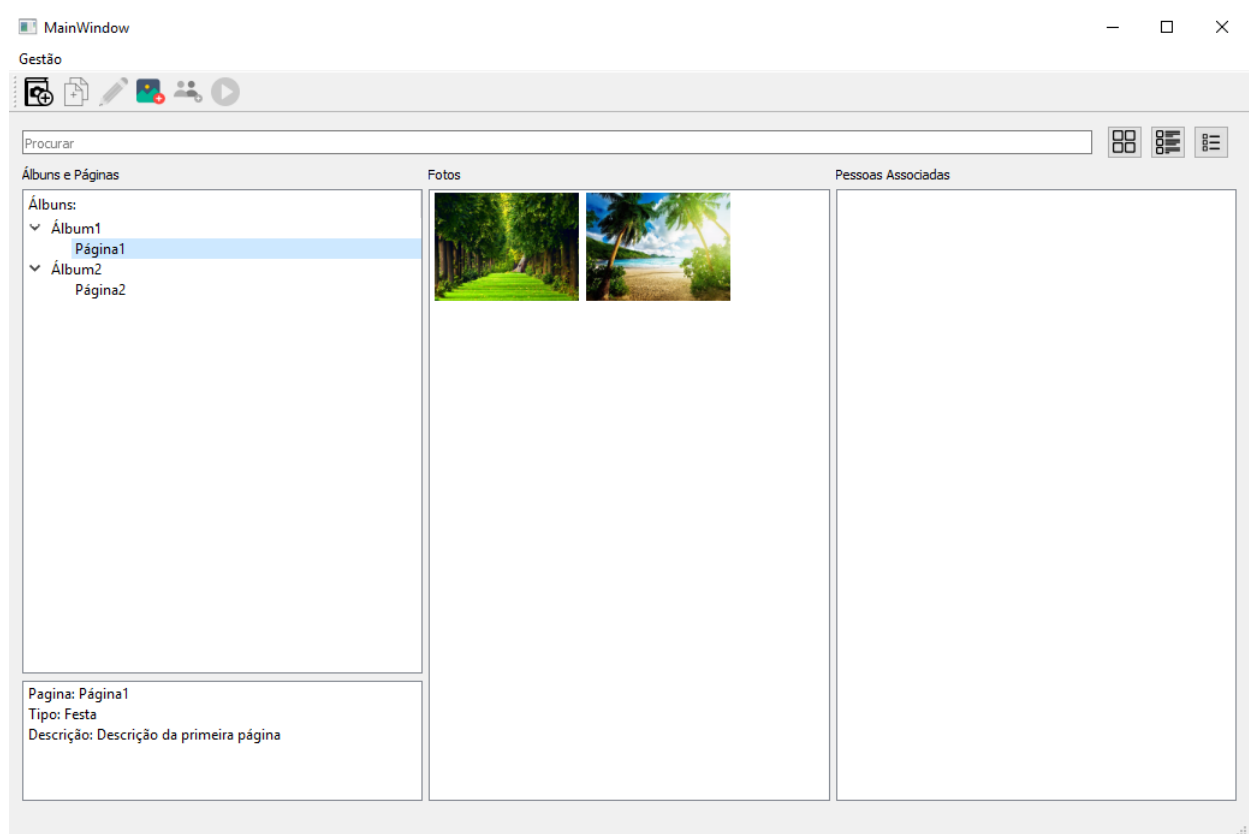 MainWindow
Gestão
Procurar
Álbuns e Páginas
Fotos
Pessoas Associadas
Álbuns:
Álbum1
Página1
Álbum2
Página2
Pagina: Página1
Tipo: Festa
Descrição: Descrição da primeira página